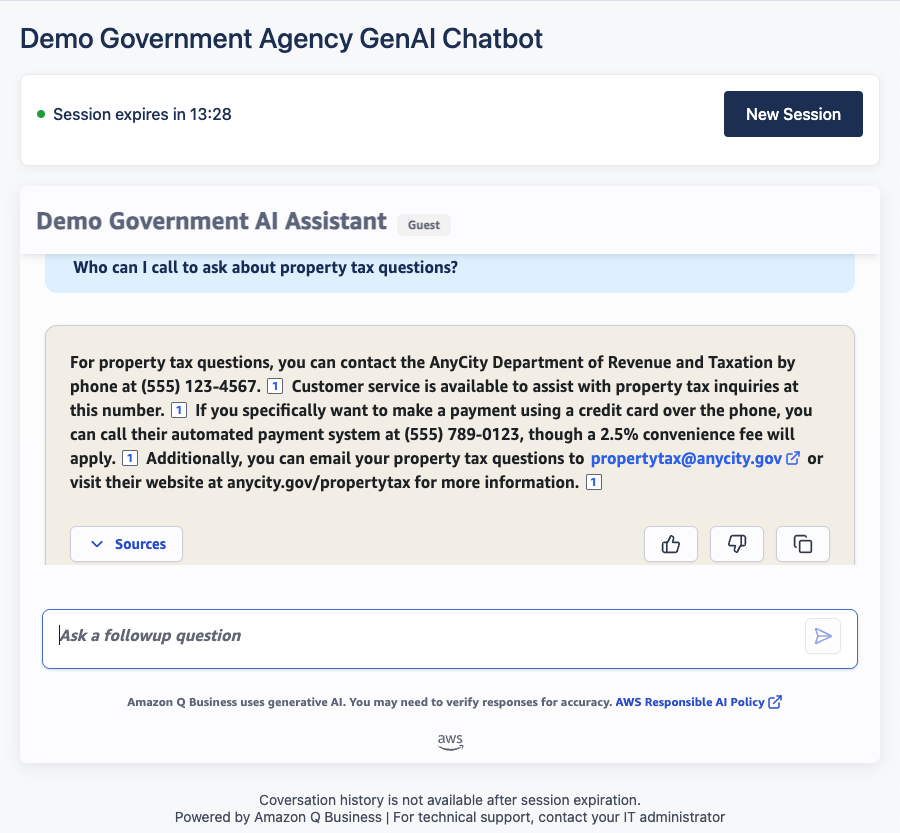 Demo Government Agency GenAI Chatbot
Session expires in 13:28
New Session
Demo Government AI Assistant
Guest
Who can I call to ask about property tax questions?
For property tax questions, you can contact the AnyCity Department of Revenue and Taxation by
phone at (555) 123-4567. 1 Customer service is available to assist with property tax inquiries at
this number. 1 If you specifically want to make a payment using a credit card over the phone, you
can call their automated payment system at (555) 789-0123, though a 2.5% convenience fee will
apply. 1 Additionally, you can email your property tax questions to propertytax@anycity.gov or
visit their website at anycity.gov/propertytax for more information. 1
Sources
Ask a followup question
Amazon Q Business uses generative AI. You may need to verify responses for accuracy. AWS Responsible AI Policy
aws
Coversation history is not available after session expiration.
Powered by Amazon Q Business | For technical support, contact your IT administrator